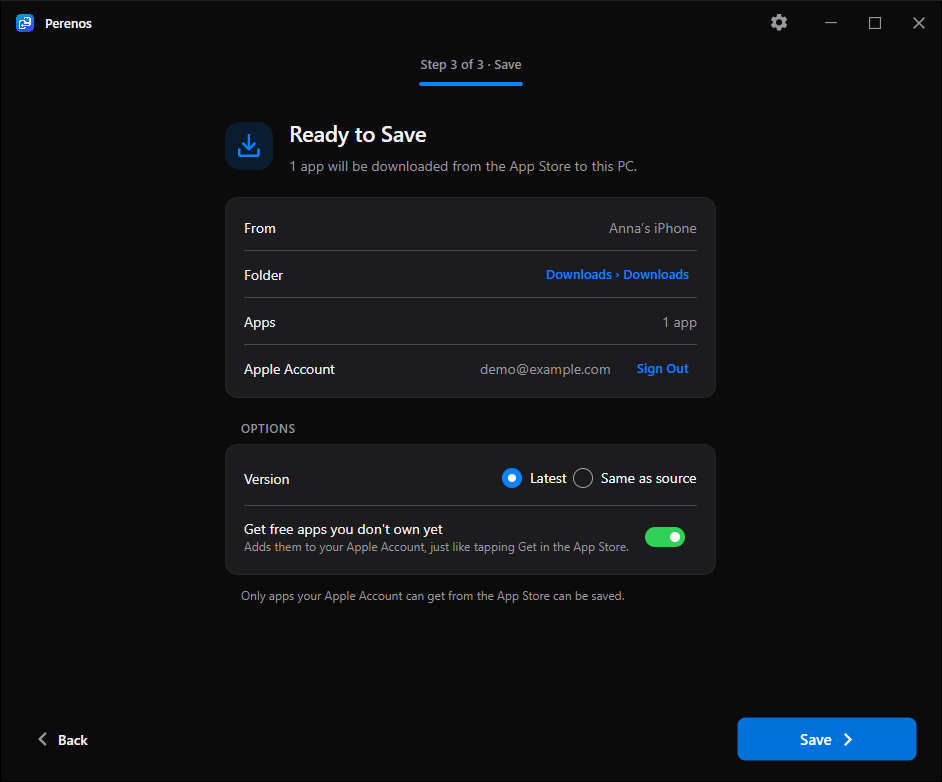 Perenos
Step 3 of 3 · Save
Ready to Save
1 app will be downloaded from the App Store to this PC.
From Anna's iPhone
Folder Downloads › Downloads
Apps 1 app
Apple Account demo@example.com Sign Out
OPTIONS
Version Latest Same as source
Get free apps you don't own yet
Adds them to your Apple Account, just like tapping Get in the App Store.
Only apps your Apple Account can get from the App Store can be saved.
Back Save